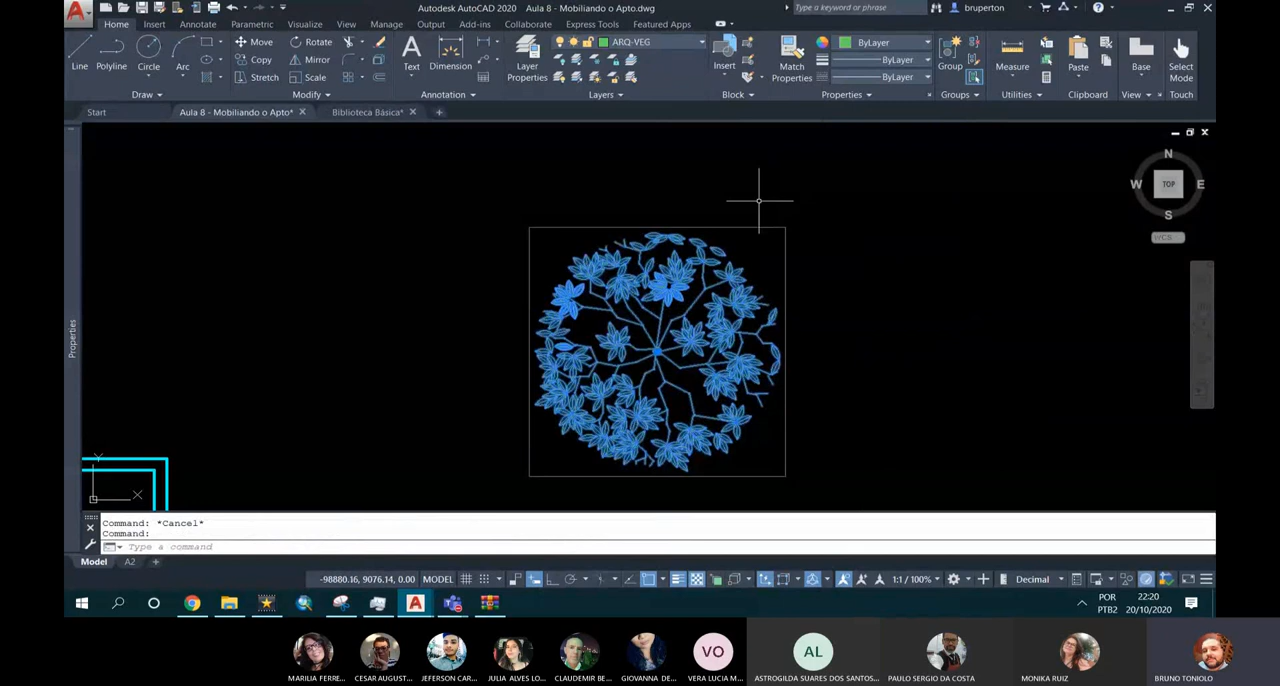 Autodesk AutoCAD 2020 Aula 8 - Mobiliando o Apto.dwg
Type a keyword or phrase
bruperton
Home Insert Annotate Parametric Visualize View Manage Output Add-ins Collaborate Express Tools Featured Apps
Line Polyline Circle Arc
Move Rotate
Copy Mirror
Stretch Scale
Text Dimension
Layer Properties
ARQ-VEG
Insert
Match Properties
ByLayer
ByLayer
ByLayer
Group
Measure
Paste
Base
Select Mode
Draw Modify Annotation Layers Block Properties Groups Utilities Clipboard View Touch
Start Aula 8 - Mobiliando o Apto* Biblioteca Básica*
N
W TOP E
S
WCS
Properties
Y
X
Command: *Cancel*
Command:
Type a command
Model A2
-98880.16, 9076.14, 0.00 MODEL 1:1 / 100% Decimal
POR
PTB2
22:20
20/10/2020
VO
AL
MARILIA FERRE... CESAR AUGUST... JEFERSON CAR... JULIA ALVES LO... CLAUDEMIR BE... GIOVANNA DE... VERA LUCIA M... ASTROGILDA SUARES DOS SANTOS... PAULO SERGIO DA COSTA MONIKA RUIZ BRUNO TONIOLO